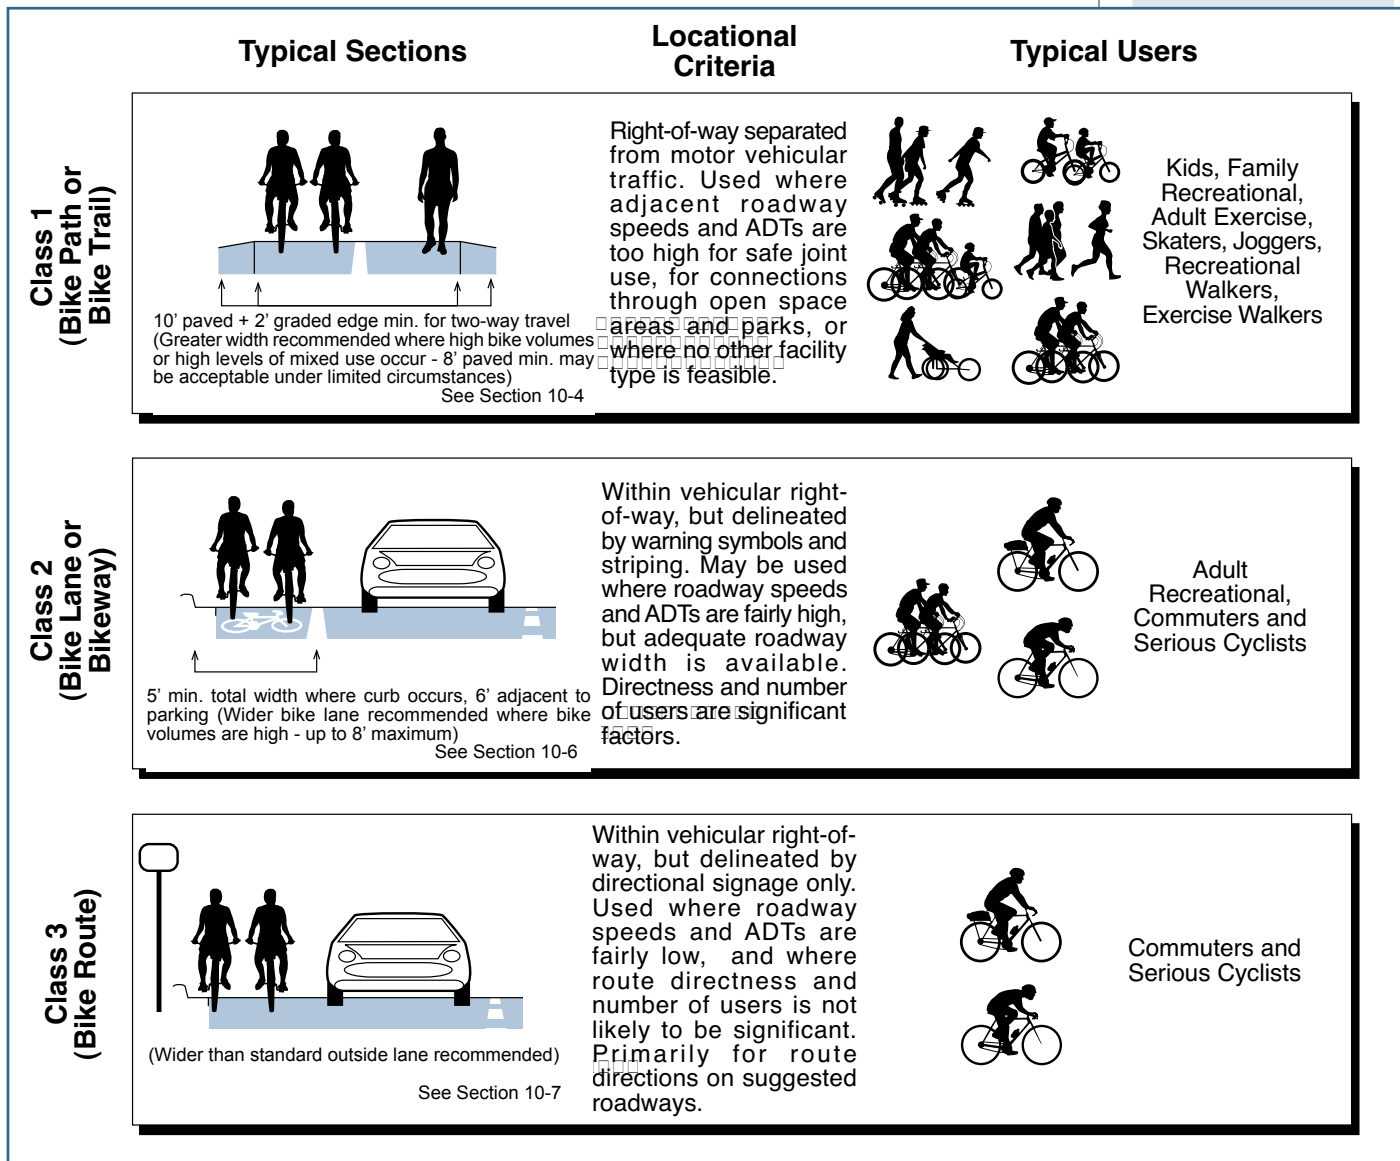 Typical Sections
Locational
Criteria
Typical Users
Class 1
(Bike Path or
Bike Trail)
10’ paved + 2’ graded edge min. for two-way travel
(Greater width recommended where high bike volumes
or high levels of mixed use occur - 8’ paved min. may
be acceptable under limited circumstances)
See Section 10-4
Right-of-way separated
from motor vehicular
traffic. Used where
adjacent roadway
speeds and ADTs are
too high for safe joint
use, for connections
through open space
areas and parks, or
where no other facility
type is feasible.
Kids, Family
Recreational,
Adult Exercise,
Skaters, Joggers,
Recreational
Walkers,
Exercise Walkers
Class 2
(Bike Lane or
Bikeway)
5’ min. total width where curb occurs, 6’ adjacent to
parking (Wider bike lane recommended where bike
volumes are high - up to 8’ maximum)
See Section 10-6
Within vehicular right-
of-way, but delineated
by warning symbols and
striping. May be used
where roadway speeds
and ADTs are fairly high,
but adequate roadway
width is available.
Directness and number
of users are significant
factors.
Adult
Recreational,
Commuters and
Serious Cyclists
Class 3
(Bike Route)
(Wider than standard outside lane recommended)
See Section 10-7
Within vehicular right-of-
way, but delineated by
directional signage only.
Used where roadway
speeds and ADTs are
fairly low, and where
route directness and
number of users is not
likely to be significant.
Primarily for route
directions on suggested
roadways.
Commuters and
Serious Cyclists